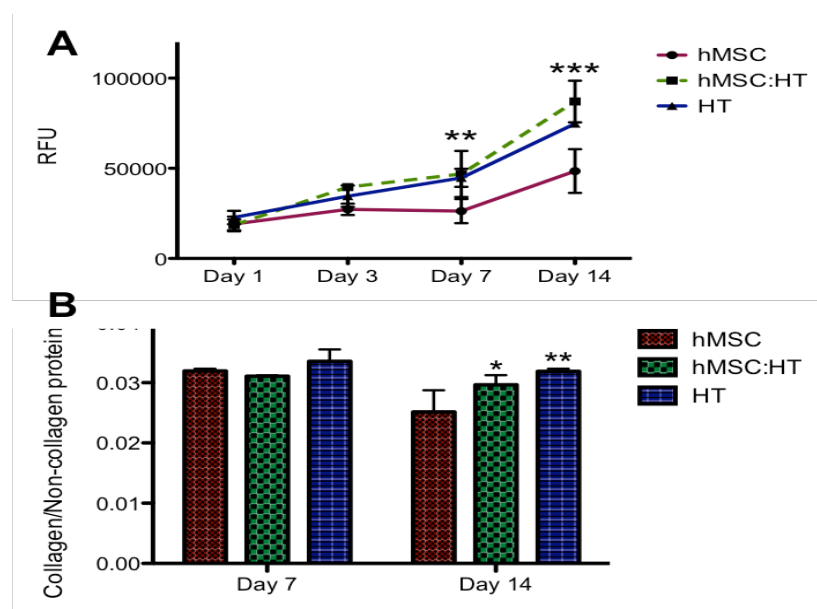 A
hMSC
hMSC:HT
HT
100000
50000
0
RFU
**
***
Day 1
Day 3
Day 7
Day 14
B
hMSC
hMSC:HT
HT
0.03
0.02
0.01
0.00
Collagen/Non-collagen protein
*
**
Day 7
Day 14